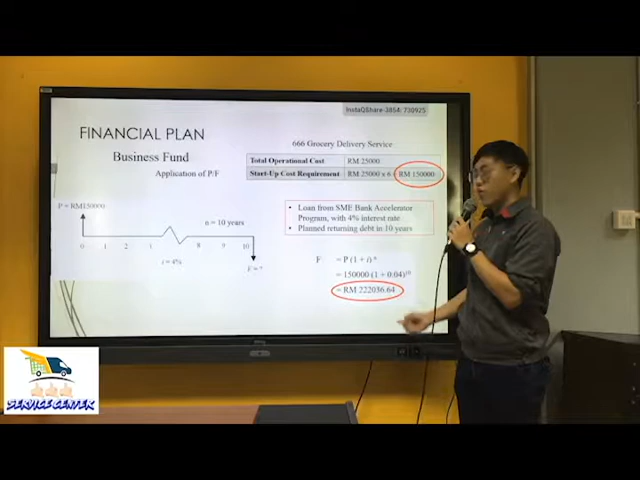 InstaQShare-3854: 730925
FINANCIAL PLAN
Business Fund
Application of P/F
666 Grocery Delivery Service
Total Operational Cost RM 25000
Start-Up Cost Requirement RM 25000 x 6 RM 150000
• Loan from SME Bank Accelerator
Program, with 4% interest rate
• Planned returning debt in 10 years
P = RM150000
n = 10 years
0 1 2 1 8 9 10
i = 4%
F = ?
F = P (1 + i)ⁿ
= 150000 (1 + 0.04)¹⁰
= RM 222036.64
SERVICE CENTER